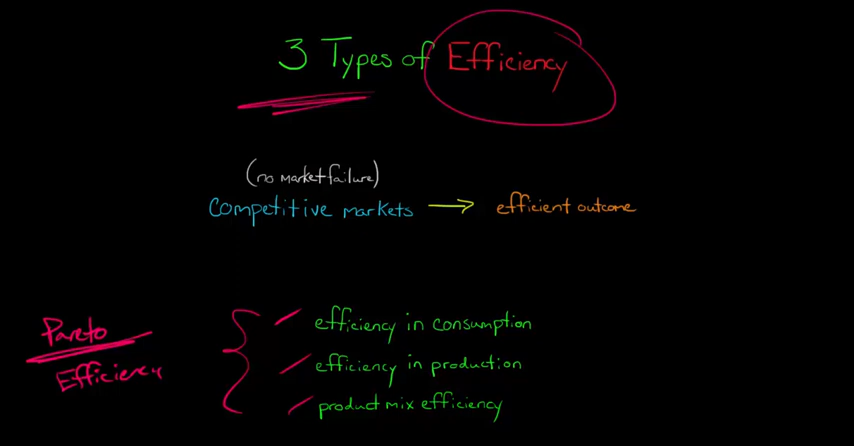 3 Types of Efficiency
(no market failure)
Competitive markets → efficient outcome
efficiency in consumption
Pareto
efficiency in production
Efficiency
product mix efficiency